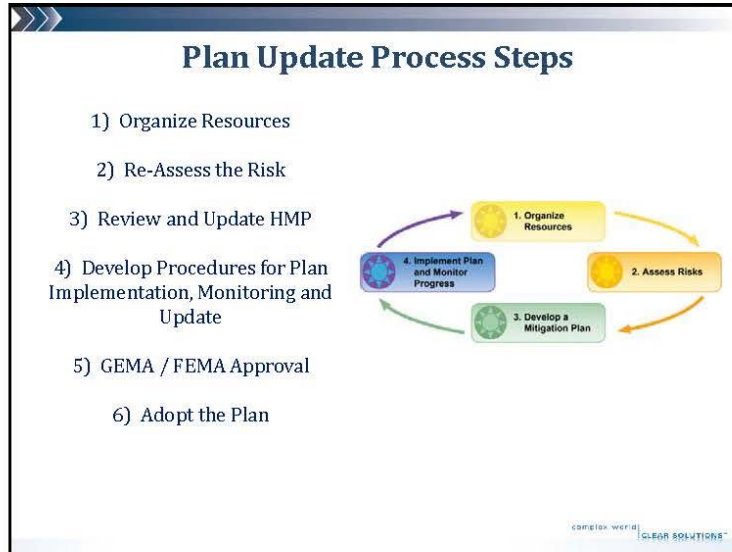 Plan Update Process Steps
1) Organize Resources
2) Re-Assess the Risk
3) Review and Update HMP
4) Develop Procedures for Plan
Implementation, Monitoring and
Update
5) GEMA / FEMA Approval
6) Adopt the Plan
1. Organize
Resources
2. Assess Risks
3. Develop a
Mitigation Plan
4. Implement Plan
and Monitor
Progress
complex world CLEAR SOLUTIONS™